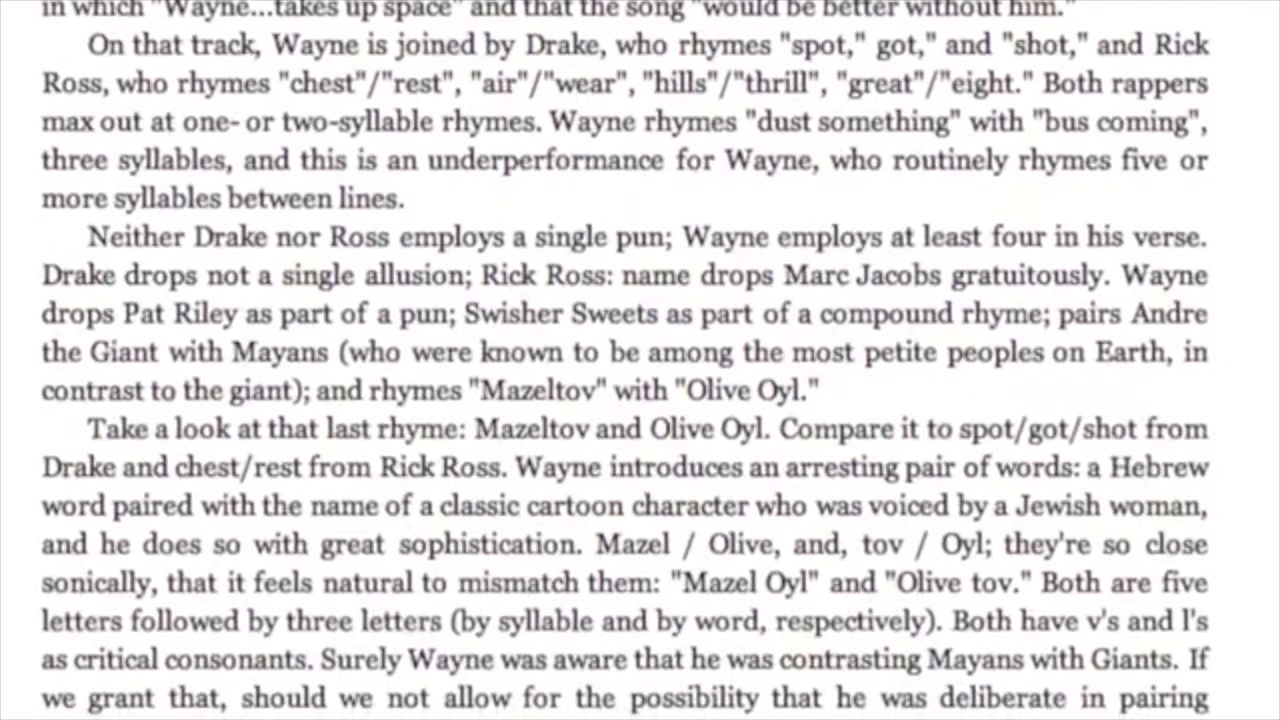 in which "Wayne...takes up space" and that the song "would be better without him."
On that track, Wayne is joined by Drake, who rhymes "spot," got," and "shot," and Rick
Ross, who rhymes "chest"/"rest", "air"/"wear", "hills"/"thrill", "great"/"eight." Both rappers
max out at one- or two-syllable rhymes. Wayne rhymes "dust something" with "bus coming",
three syllables, and this is an underperformance for Wayne, who routinely rhymes five or
more syllables between lines.
Neither Drake nor Ross employs a single pun; Wayne employs at least four in his verse.
Drake drops not a single allusion; Rick Ross: name drops Marc Jacobs gratuitously. Wayne
drops Pat Riley as part of a pun; Swisher Sweets as part of a compound rhyme; pairs Andre
the Giant with Mayans (who were known to be among the most petite peoples on Earth, in
contrast to the giant); and rhymes "Mazeltov" with "Olive Oyl."
Take a look at that last rhyme: Mazeltov and Olive Oyl. Compare it to spot/got/shot from
Drake and chest/rest from Rick Ross. Wayne introduces an arresting pair of words: a Hebrew
word paired with the name of a classic cartoon character who was voiced by a Jewish woman,
and he does so with great sophistication. Mazel / Olive, and, tov / Oyl; they're so close
sonically, that it feels natural to mismatch them: "Mazel Oyl" and "Olive tov." Both are five
letters followed by three letters (by syllable and by word, respectively). Both have v's and l's
as critical consonants. Surely Wayne was aware that he was contrasting Mayans with Giants. If
we grant that, should we not allow for the possibility that he was deliberate in pairing